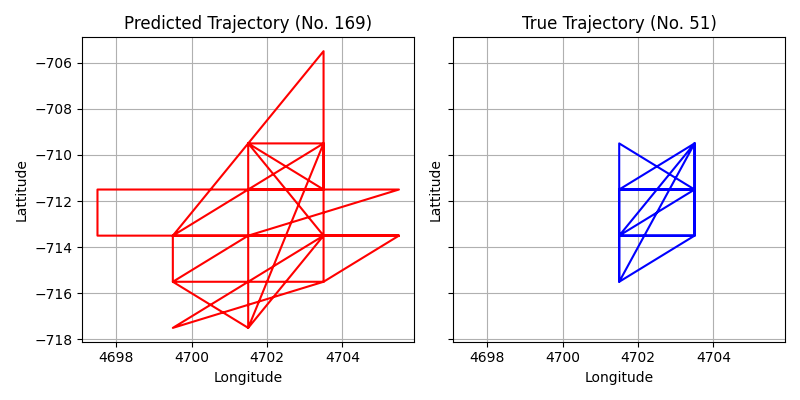 Predicted Trajectory (No. 169)
True Trajectory (No. 51)
Lattitude
−706
−708
−710
−712
−714
−716
−718
4698
4700
4702
4704
Longitude
Lattitude
4698
4700
4702
4704
Longitude